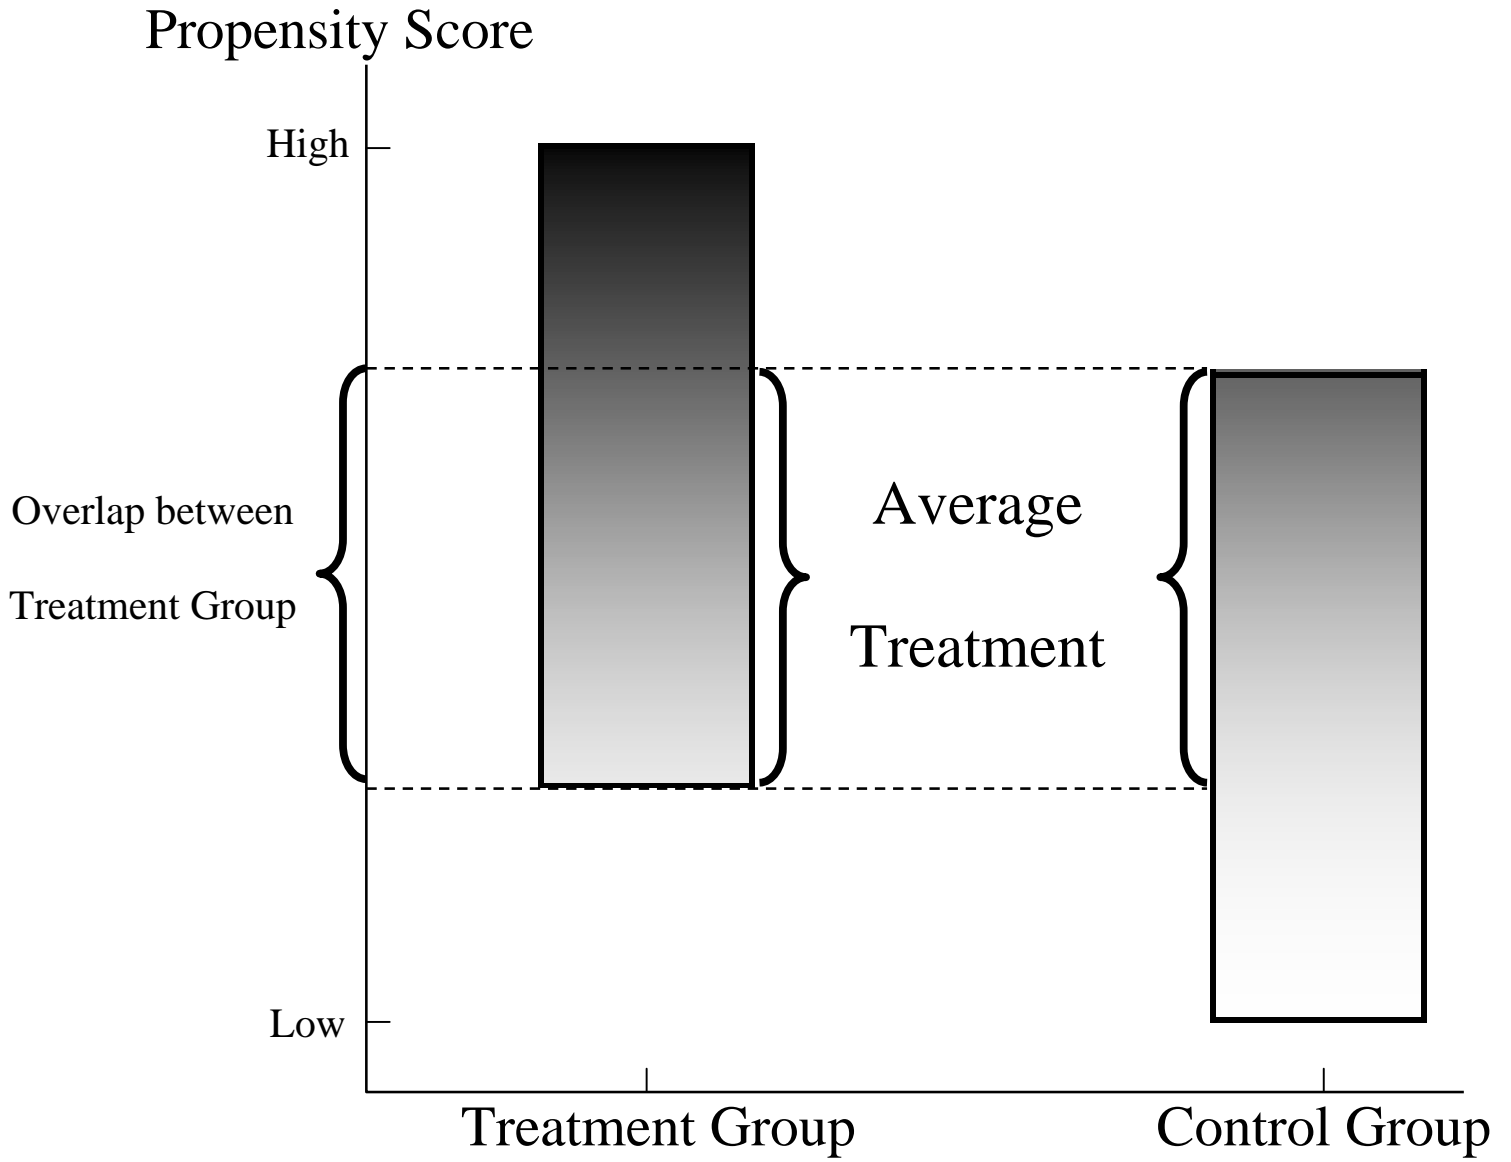 Propensity Score
High
Overlap between
Treatment Group
Average
Treatment
Low
Treatment Group
Control Group